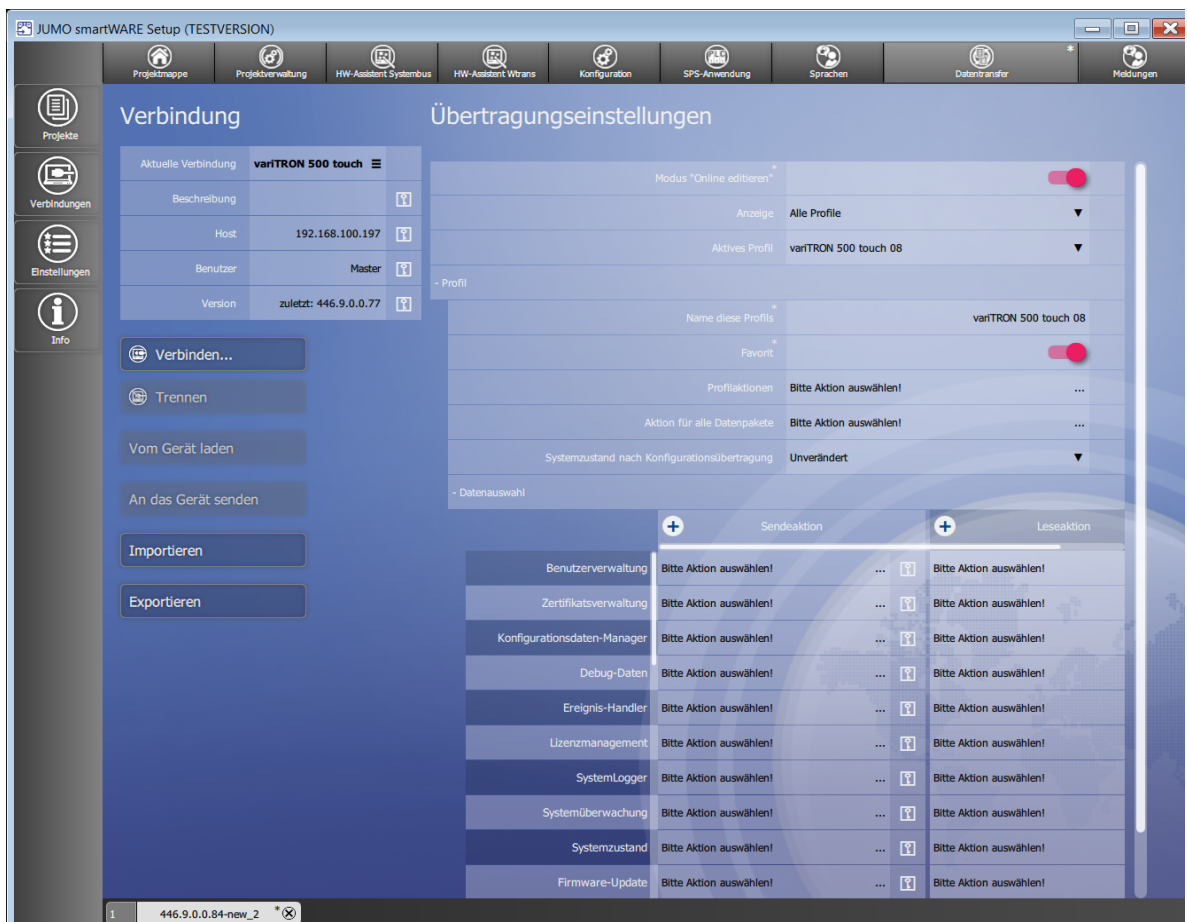 JUMO smartWARE Setup (TESTVERSION)
Projektmappe Projektverwaltung HW-Assistent Systembus HW-Assistent Wtrans Konfiguration SPS-Anwendung Sprachen Datentransfer * Meldungen
Projekte
Verbindungen
Einstellungen
Info
Verbindung
Aktuelle Verbindung variTRON 500 touch
Beschreibung
Host 192.168.100.197
Benutzer Master
Version zuletzt: 446.9.0.0.77
Verbinden...
Trennen
Vom Gerät laden
An das Gerät senden
Importieren
Exportieren
Übertragungseinstellungen
Modus "Online editieren" *
Anzeige Alle Profile
Aktives Profil variTRON 500 touch 08
- Profil
Name diese Profils * variTRON 500 touch 08
Favorit *
Profilaktionen Bitte Aktion auswählen! ...
Aktion für alle Datenpakete Bitte Aktion auswählen! ...
Systemzustand nach Konfigurationsübertragung Unverändert
- Datenauswahl
Sendeaktion Leseaktion
Benutzerverwaltung Bitte Aktion auswählen! ... Bitte Aktion auswählen!
Zertifikatsverwaltung Bitte Aktion auswählen! ... Bitte Aktion auswählen!
Konfigurationsdaten-Manager Bitte Aktion auswählen! ... Bitte Aktion auswählen!
Debug-Daten Bitte Aktion auswählen! ... Bitte Aktion auswählen!
Ereignis-Handler Bitte Aktion auswählen! ... Bitte Aktion auswählen!
Lizenzmanagement Bitte Aktion auswählen! ... Bitte Aktion auswählen!
SystemLogger Bitte Aktion auswählen! ... Bitte Aktion auswählen!
Systemüberwachung Bitte Aktion auswählen! ... Bitte Aktion auswählen!
Systemzustand Bitte Aktion auswählen! ... Bitte Aktion auswählen!
Firmware-Update Bitte Aktion auswählen! ... Bitte Aktion auswählen!
1 446.9.0.0.84-new_2 *